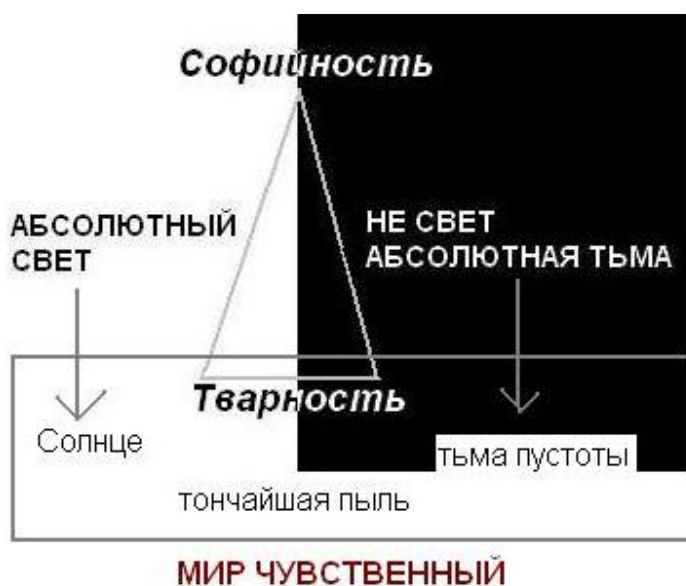 Софийность
АБСОЛЮТНЫЙ
СВЕТ
НЕ СВЕТ
АБСОЛЮТНАЯ ТЬМА
Тварность
Солнце
тьма пустоты
тончайшая пыль
МИР ЧУВСТВЕННЫЙ